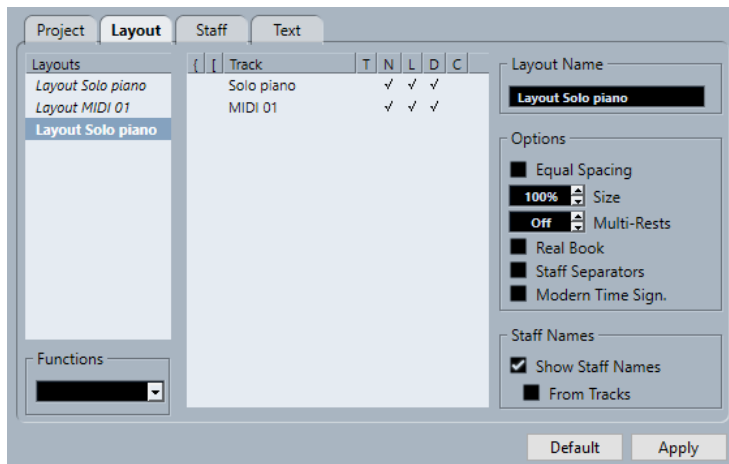 Project Layout Staff Text
Layouts
Layout Solo piano
Layout MIDI 01
Layout Solo piano
{ [ Track T N L D C
Solo piano √ √ √
MIDI 01 √ √ √
Layout Name
Layout Solo piano
Options
Equal Spacing
100% Size
Off Multi-Rests
Real Book
Staff Separators
Modern Time Sign.
Functions
Staff Names
Show Staff Names
From Tracks
Default Apply